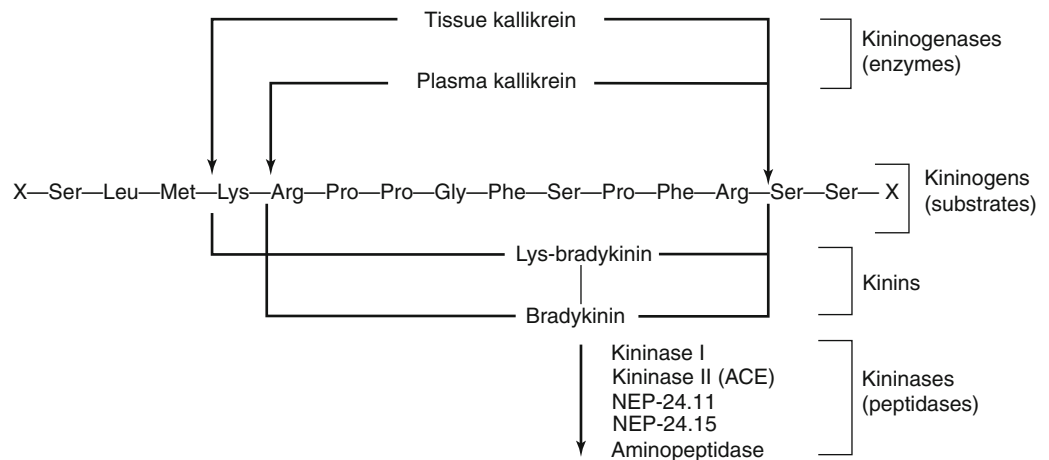 Tissue kallikrein
Kininogenases
(enzymes)
Plasma kallikrein
X—Ser—Leu—Met—Lys—Arg—Pro—Pro—Gly—Phe—Ser—Pro—Phe—Arg—Ser—Ser—X
Kininogens
(substrates)
Lys-bradykinin
Kinins
Bradykinin
Kininase I
Kininase II (ACE)
NEP-24.11
NEP-24.15
Aminopeptidase
Kininases
(peptidases)